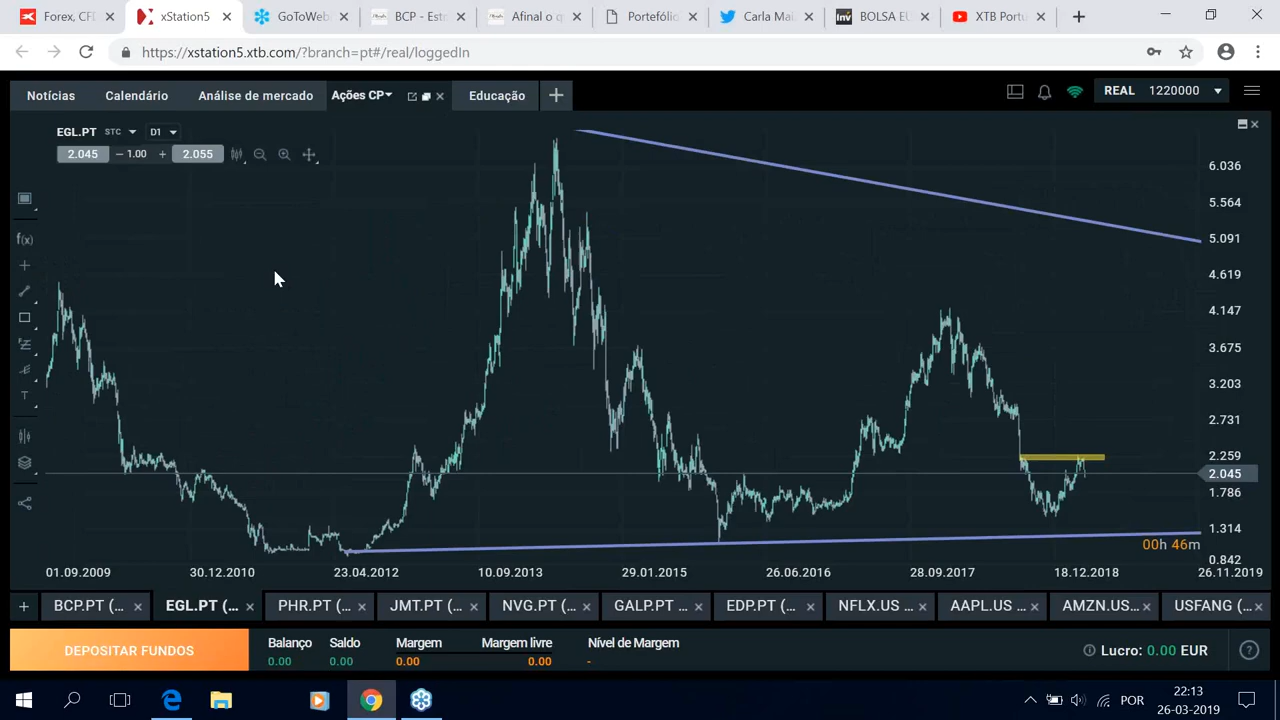 Forex, CFD
xStation5
GoToWeb
BCP - Estr
Afinal o q
Portefólio
Carla Mai
BOLSA EU
XTB Portu
https://xstation5.xtb.com/?branch=pt#/real/loggedIn
Notícias
Calendário
Análise de mercado
Ações CP
Educação
REAL 1220000
EGL.PT STC D1
2.045 − 1.00 + 2.055
6.036
5.564
5.091
4.619
4.147
3.675
3.203
2.731
2.259
2.045
1.786
1.314
0.842
00h 46m
f(x)
T
01.09.2009 30.12.2010 23.04.2012 10.09.2013 29.01.2015 26.06.2016 28.09.2017 18.12.2018 26.11.2019
BCP.PT (...
EGL.PT (...
PHR.PT (...
JMT.PT (...
NVG.PT (...
GALP.PT ...
EDP.PT (...
NFLX.US ...
AAPL.US ...
AMZN.US...
USFANG (...
DEPOSITAR FUNDOS
Balanço Saldo Margem Margem livre Nível de Margem
0.00 0.00 0.00 0.00 -
Lucro: 0.00 EUR
POR
22:13
26-03-2019